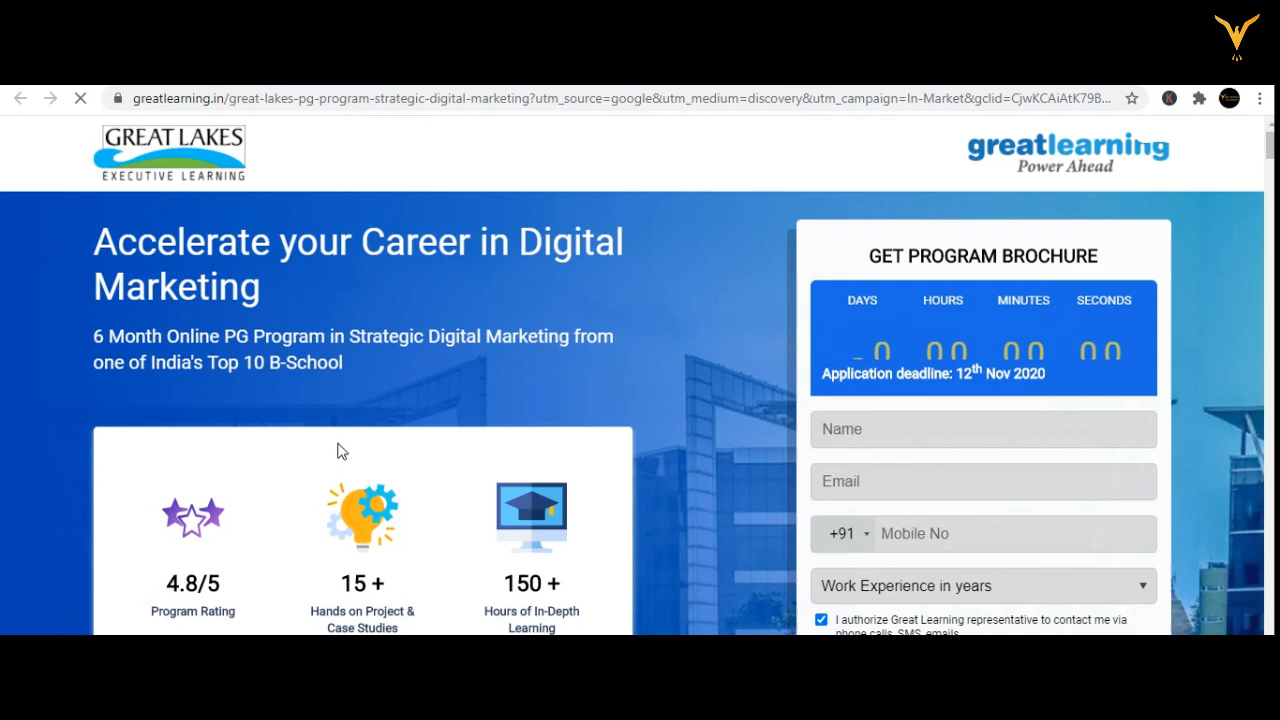 greatlearning.in/great-lakes-pg-program-strategic-digital-marketing?utm_source=google&utm_medium=discovery&utm_campaign=In-Market&gclid=CjwKCAiAtK79B...
GREAT LAKES
EXECUTIVE LEARNING
greatlearning
Power Ahead
Accelerate your Career in Digital
Marketing
6 Month Online PG Program in Strategic Digital Marketing from
one of India's Top 10 B-School
4.8/5
Program Rating
15 +
Hands on Project &
Case Studies
150 +
Hours of In-Depth
Learning
GET PROGRAM BROCHURE
DAYS HOURS MINUTES SECONDS
Application deadline: 12th Nov 2020
Name
Email
+91 Mobile No
Work Experience in years
I authorize Great Learning representative to contact me via
phone calls, SMS, emails